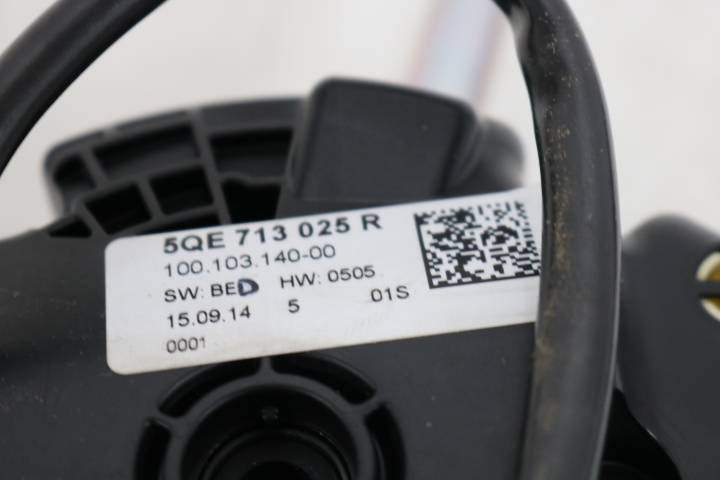 5QE 713 025 R
100.103.140-00
SW: BED HW: 0505
15.09.14 5 01S
0001